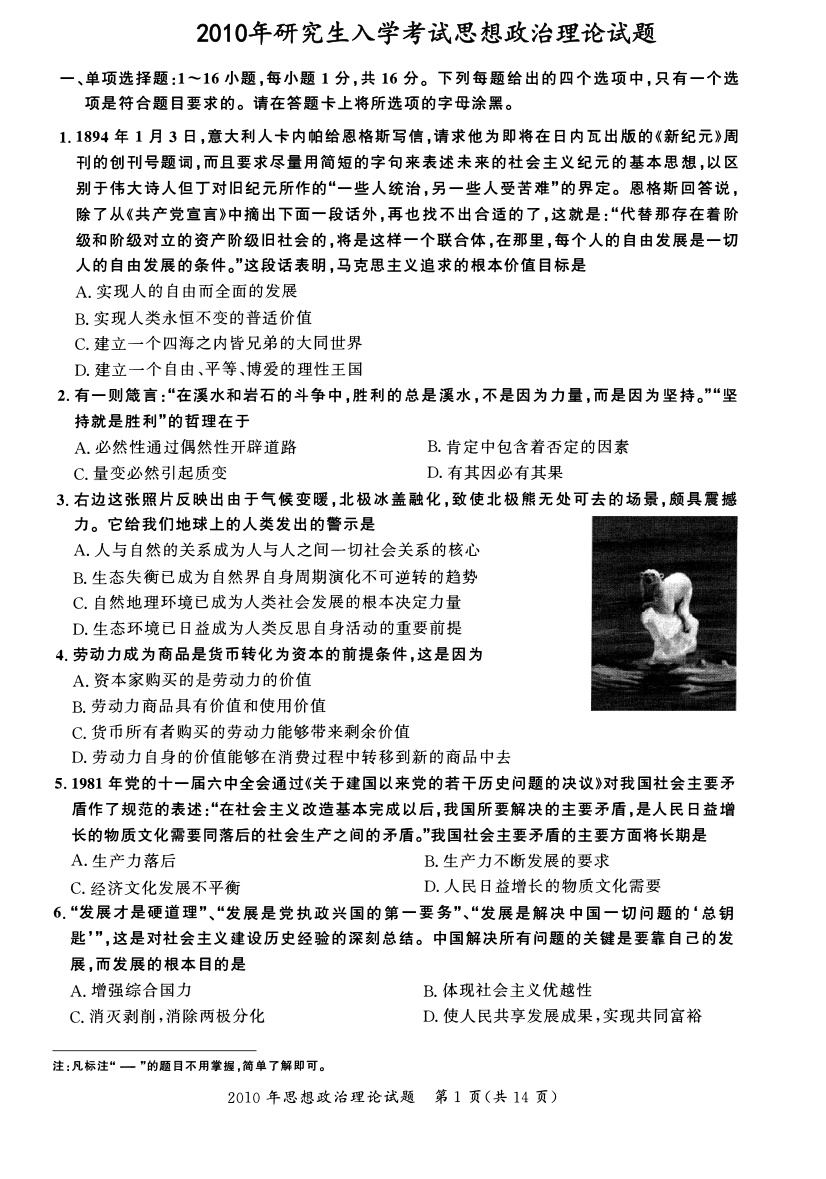 2010年研究生入学考试思想政治理论试题
一、单项选择题:1～16 小题,每小题 1 分,共 16 分。下列每题给出的四个选项中,只有一个选
项是符合题目要求的。请在答题卡上将所选项的字母涂黑。
1. 1894 年 1 月 3 日,意大利人卡内帕给恩格斯写信,请求他为即将在日内瓦出版的《新纪元》周
刊的创刊号题词,而且要求尽量用简短的字句来表述未来的社会主义纪元的基本思想,以区
别于伟大诗人但丁对旧纪元所作的“一些人统治,另一些人受苦难”的界定。恩格斯回答说,
除了从《共产党宣言》中摘出下面一段话外,再也找不出合适的了,这就是:“代替那存在着阶
级和阶级对立的资产阶级旧社会的,将是这样一个联合体,在那里,每个人的自由发展是一切
人的自由发展的条件。”这段话表明,马克思主义追求的根本价值目标是
A. 实现人的自由而全面的发展
B. 实现人类永恒不变的普适价值
C. 建立一个四海之内皆兄弟的大同世界
D. 建立一个自由、平等、博爱的理性王国
2. 有一则箴言:“在溪水和岩石的斗争中,胜利的总是溪水,不是因为力量,而是因为坚持。”“坚
持就是胜利”的哲理在于
A. 必然性通过偶然性开辟道路 B. 肯定中包含着否定的因素
C. 量变必然引起质变 D. 有其因必有其果
3. 右边这张照片反映出由于气候变暖,北极冰盖融化,致使北极熊无处可去的场景,颇具震撼
力。它给我们地球上的人类发出的警示是
A. 人与自然的关系成为人与人之间一切社会关系的核心
B. 生态失衡已成为自然界自身周期演化不可逆转的趋势
C. 自然地理环境已成为人类社会发展的根本决定力量
D. 生态环境已日益成为人类反思自身活动的重要前提
4. 劳动力成为商品是货币转化为资本的前提条件,这是因为
A. 资本家购买的是劳动力的价值
B. 劳动力商品具有价值和使用价值
C. 货币所有者购买的劳动力能够带来剩余价值
D. 劳动力自身的价值能够在消费过程中转移到新的商品中去
5. 1981 年党的十一届六中全会通过《关于建国以来党的若干历史问题的决议》对我国社会主要矛
盾作了规范的表述:“在社会主义改造基本完成以后,我国所要解决的主要矛盾,是人民日益增
长的物质文化需要同落后的社会生产之间的矛盾。”我国社会主要矛盾的主要方面将长期是
A. 生产力落后 B. 生产力不断发展的要求
C. 经济文化发展不平衡 D. 人民日益增长的物质文化需要
6. “发展才是硬道理”、“发展是党执政兴国的第一要务”、“发展是解决中国一切问题的‘总钥
匙’”,这是对社会主义建设历史经验的深刻总结。中国解决所有问题的关键是要靠自己的发
展,而发展的根本目的是
A. 增强综合国力 B. 体现社会主义优越性
C. 消灭剥削,消除两极分化 D. 使人民共享发展成果,实现共同富裕
注:凡标注“ — ”的题目不用掌握,简单了解即可。
2010 年思想政治理论试题 第 1 页(共 14 页)